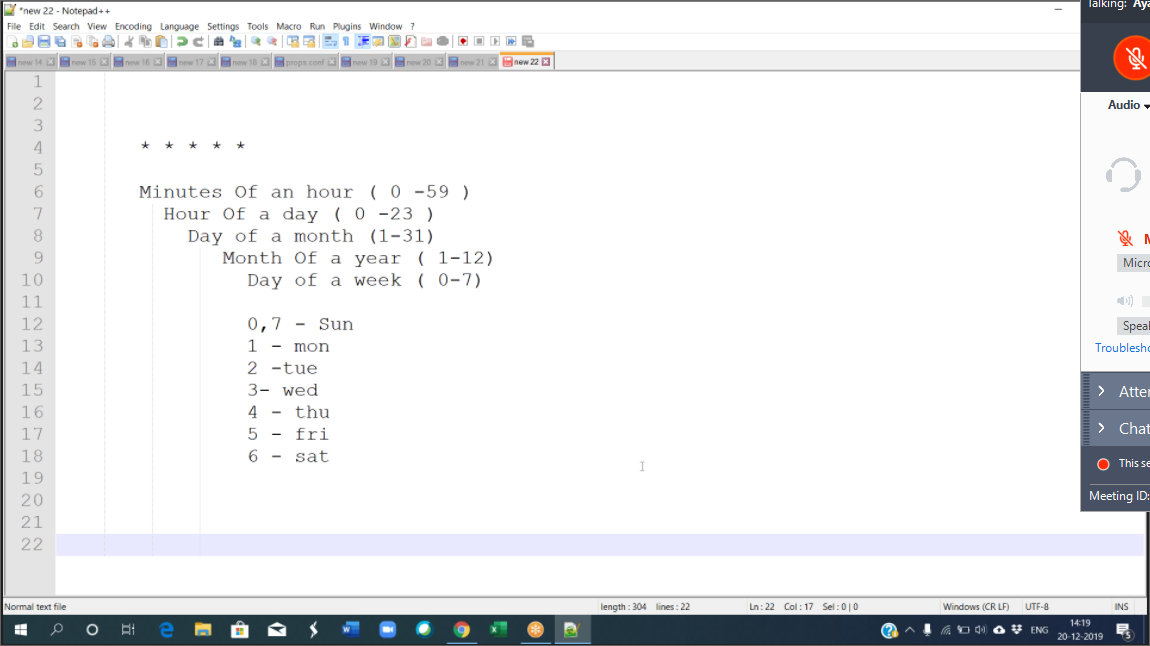 *new 22 - Notepad++
File Edit Search View Encoding Language Settings Tools Macro Run Plugins Window ?
new 14 new 15 new 16 new 17 new 18 props.conf new 19 new 20 new 21 new 22
1
2
3
4 * * * * *
5
6 Minutes Of an hour ( 0 -59 )
7 Hour Of a day ( 0 -23 )
8 Day of a month (1-31)
9 Month Of a year ( 1-12)
10 Day of a week ( 0-7)
11
12 0,7 - Sun
13 1 - mon
14 2 -tue
15 3- wed
16 4 - thu
17 5 - fri
18 6 - sat
19
20
21
22
Normal text file length : 304 lines : 22 Ln : 22 Col : 17 Sel : 0 | 0 Windows (CR LF) UTF-8 INS
Talking: Aya
Audio
M
Micro
Speak
Troublesho
Atten
Chat
This se
Meeting ID:
ENG
14:19
20-12-2019
5